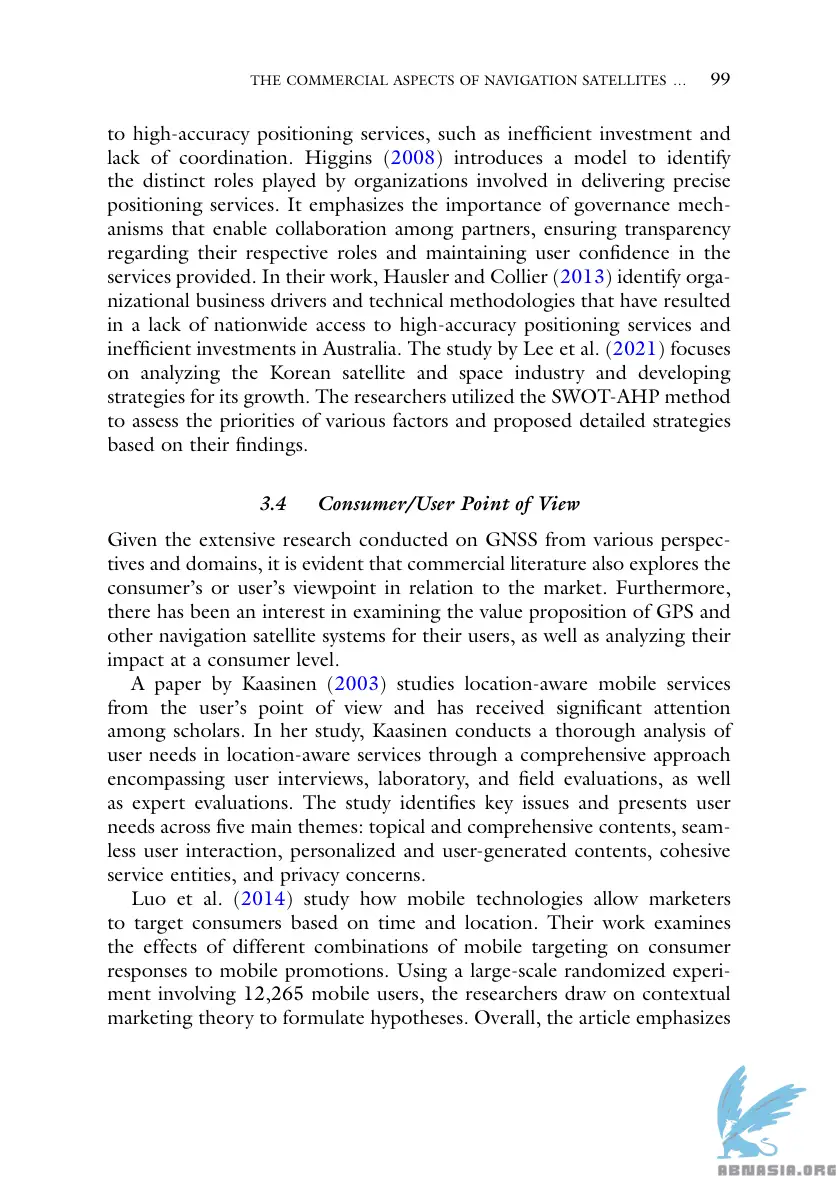 THE COMMERCIAL ASPECTS OF NAVIGATION SATELLITES ... 99
to high-accuracy positioning services, such as inefficient investment and
lack of coordination. Higgins (2008) introduces a model to identify
the distinct roles played by organizations involved in delivering precise
positioning services. It emphasizes the importance of governance mech-
anisms that enable collaboration among partners, ensuring transparency
regarding their respective roles and maintaining user confidence in the
services provided. In their work, Hausler and Collier (2013) identify orga-
nizational business drivers and technical methodologies that have resulted
in a lack of nationwide access to high-accuracy positioning services and
inefficient investments in Australia. The study by Lee et al. (2021) focuses
on analyzing the Korean satellite and space industry and developing
strategies for its growth. The researchers utilized the SWOT-AHP method
to assess the priorities of various factors and proposed detailed strategies
based on their findings.
3.4 Consumer/User Point of View
Given the extensive research conducted on GNSS from various perspec-
tives and domains, it is evident that commercial literature also explores the
consumer's or user's viewpoint in relation to the market. Furthermore,
there has been an interest in examining the value proposition of GPS and
other navigation satellite systems for their users, as well as analyzing their
impact at a consumer level.
A paper by Kaasinen (2003) studies location-aware mobile services
from the user's point of view and has received significant attention
among scholars. In her study, Kaasinen conducts a thorough analysis of
user needs in location-aware services through a comprehensive approach
encompassing user interviews, laboratory, and field evaluations, as well
as expert evaluations. The study identifies key issues and presents user
needs across five main themes: topical and comprehensive contents, seam-
less user interaction, personalized and user-generated contents, cohesive
service entities, and privacy concerns.
Luo et al. (2014) study how mobile technologies allow marketers
to target consumers based on time and location. Their work examines
the effects of different combinations of mobile targeting on consumer
responses to mobile promotions. Using a large-scale randomized experi-
ment involving 12,265 mobile users, the researchers draw on contextual
marketing theory to formulate hypotheses. Overall, the article emphasizes
ABNASIA.ORG